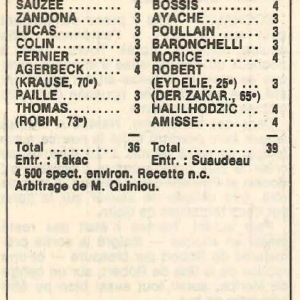 SAUZEE ........ 4 BOSSIS ........ 4
ZANDONA ...... 3 AYACHE ....... 3
LUCAS......... 3 POULLAIN ..... 3
COLIN ......... 3 BARONCHELLI .. 3
FERNIER ...... 3 MORICE ....... 4
AGERBECK .... 4 ROBERT
(KRAUSE, 70e) (EYDELIE, 25e) ... 3
PAILLE ........ 3 (DER ZAKAR., 65e)
THOMAS....... 3 HALILHODZIC .. 4
(ROBIN, 73e) AMISSE........ 4
Total 36 Total 39
Entr. : Takac Entr. : Suaudeau
4 500 spect. environ. Recette n.c.
Arbitrage de M. Quiniou.